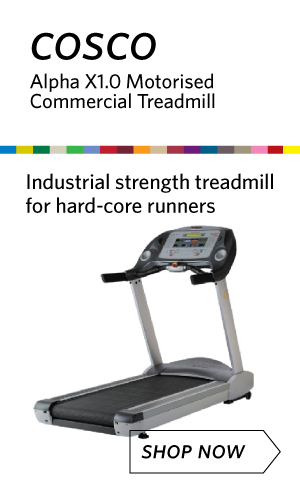 COSCO
Alpha X1.0 Motorised
Commercial Treadmill
Industrial strength treadmill
for hard-core runners
SHOP NOW